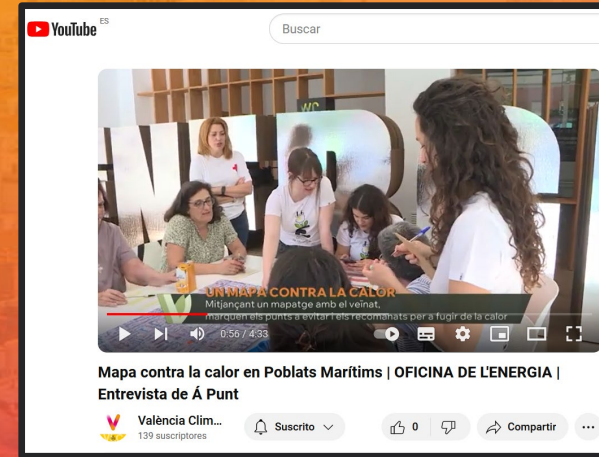 YouTube ES
Buscar
WC
UN MAPA CONTRA LA CALOR
Mitjançant un mapatge amb el veïnat,
marquen els punts a evitar i els recomanats per a fugir de la calor
0:56 / 4:33
Mapa contra la calor en Poblats Marítims | OFICINA DE L'ENERGIA |
Entrevista de Á Punt
València Clim...
139 suscriptores
Suscrito
0
Compartir